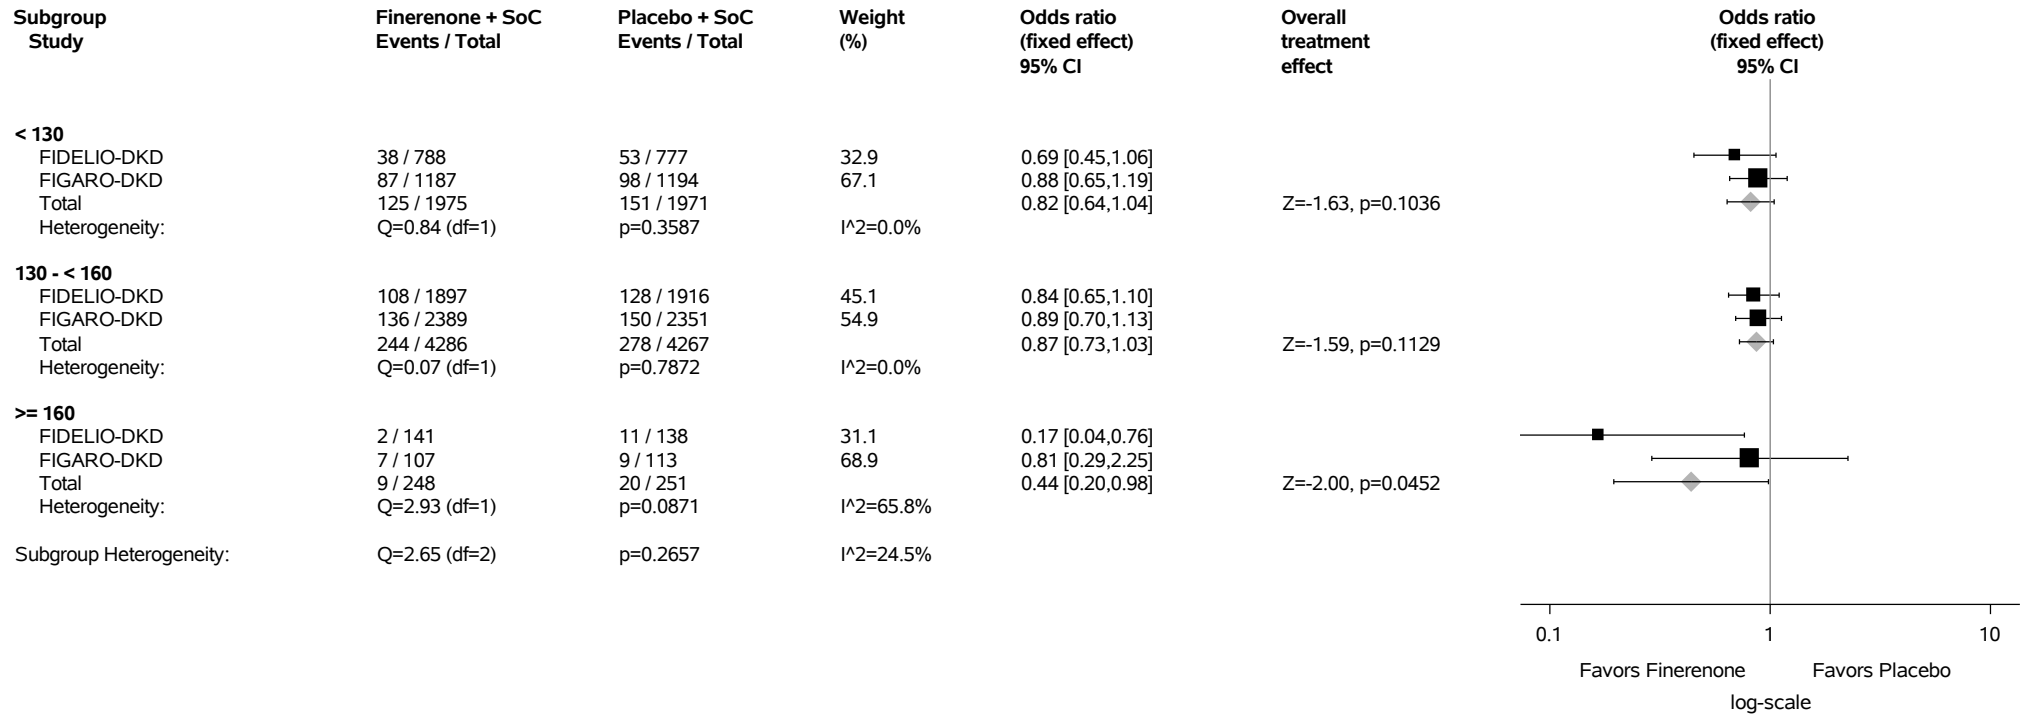 Subgroup Finerenone + SoC Placebo + SoC Weight Odds ratio Overall Odds ratio
Study Events / Total Events / Total (%) (fixed effect) treatment (fixed effect)
95% CI effect 95% CI
< 130
FIDELIO-DKD 38 / 788 53 / 777 32.9 0.69 [0.45,1.06]
FIGARO-DKD 87 / 1187 98 / 1194 67.1 0.88 [0.65,1.19]
Total 125 / 1975 151 / 1971 0.82 [0.64,1.04] Z=-1.63, p=0.1036
Heterogeneity: Q=0.84 (df=1) p=0.3587 I^2=0.0%
130 - < 160
FIDELIO-DKD 108 / 1897 128 / 1916 45.1 0.84 [0.65,1.10]
FIGARO-DKD 136 / 2389 150 / 2351 54.9 0.89 [0.70,1.13]
Total 244 / 4286 278 / 4267 0.87 [0.73,1.03] Z=-1.59, p=0.1129
Heterogeneity: Q=0.07 (df=1) p=0.7872 I^2=0.0%
>= 160
FIDELIO-DKD 2 / 141 11 / 138 31.1 0.17 [0.04,0.76]
FIGARO-DKD 7 / 107 9 / 113 68.9 0.81 [0.29,2.25]
Total 9 / 248 20 / 251 0.44 [0.20,0.98] Z=-2.00, p=0.0452
Heterogeneity: Q=2.93 (df=1) p=0.0871 I^2=65.8%
Subgroup Heterogeneity: Q=2.65 (df=2) p=0.2657 I^2=24.5%
0.1 1 10
Favors Finerenone Favors Placebo
log-scale